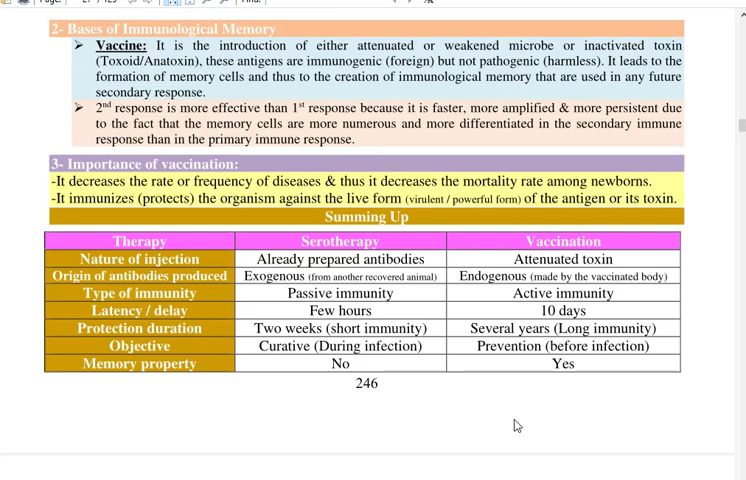 2- Bases of Immunological Memory
➢ Vaccine: It is the introduction of either attenuated or weakened microbe or inactivated toxin
(Toxoid/Anatoxin), these antigens are immunogenic (foreign) but not pathogenic (harmless). It leads to the
formation of memory cells and thus to the creation of immunological memory that are used in any future
secondary response.
➢ 2nd response is more effective than 1st response because it is faster, more amplified & more persistent due
to the fact that the memory cells are more numerous and more differentiated in the secondary immune
response than in the primary immune response.
3- Importance of vaccination:
-It decreases the rate or frequency of diseases & thus it decreases the mortality rate among newborns.
-It immunizes (protects) the organism against the live form (virulent / powerful form) of the antigen or its toxin.
Summing Up
Therapy Serotherapy Vaccination
Nature of injection Already prepared antibodies Attenuated toxin
Origin of antibodies produced Exogenous (from another recovered animal) Endogenous (made by the vaccinated body)
Type of immunity Passive immunity Active immunity
Latency / delay Few hours 10 days
Protection duration Two weeks (short immunity) Several years (Long immunity)
Objective Curative (During infection) Prevention (before infection)
Memory property No Yes
246